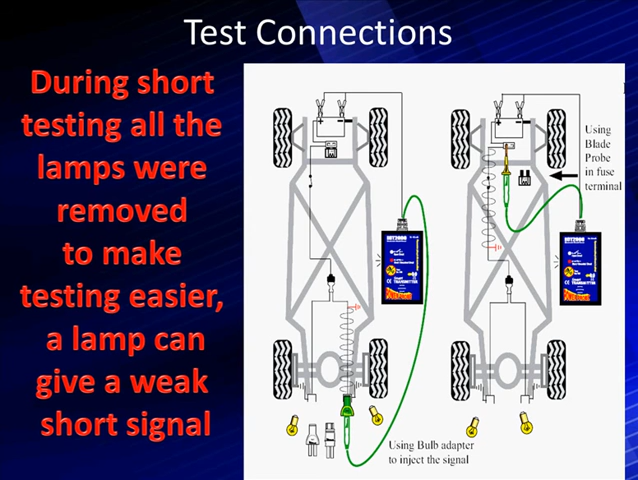 Test Connections
During short
testing all the
lamps were
removed
to make
testing easier,
a lamp can
give a weak
short signal
Using
Blade
Probe
in fuse
terminal
Using Bulb adapter
to inject the signal